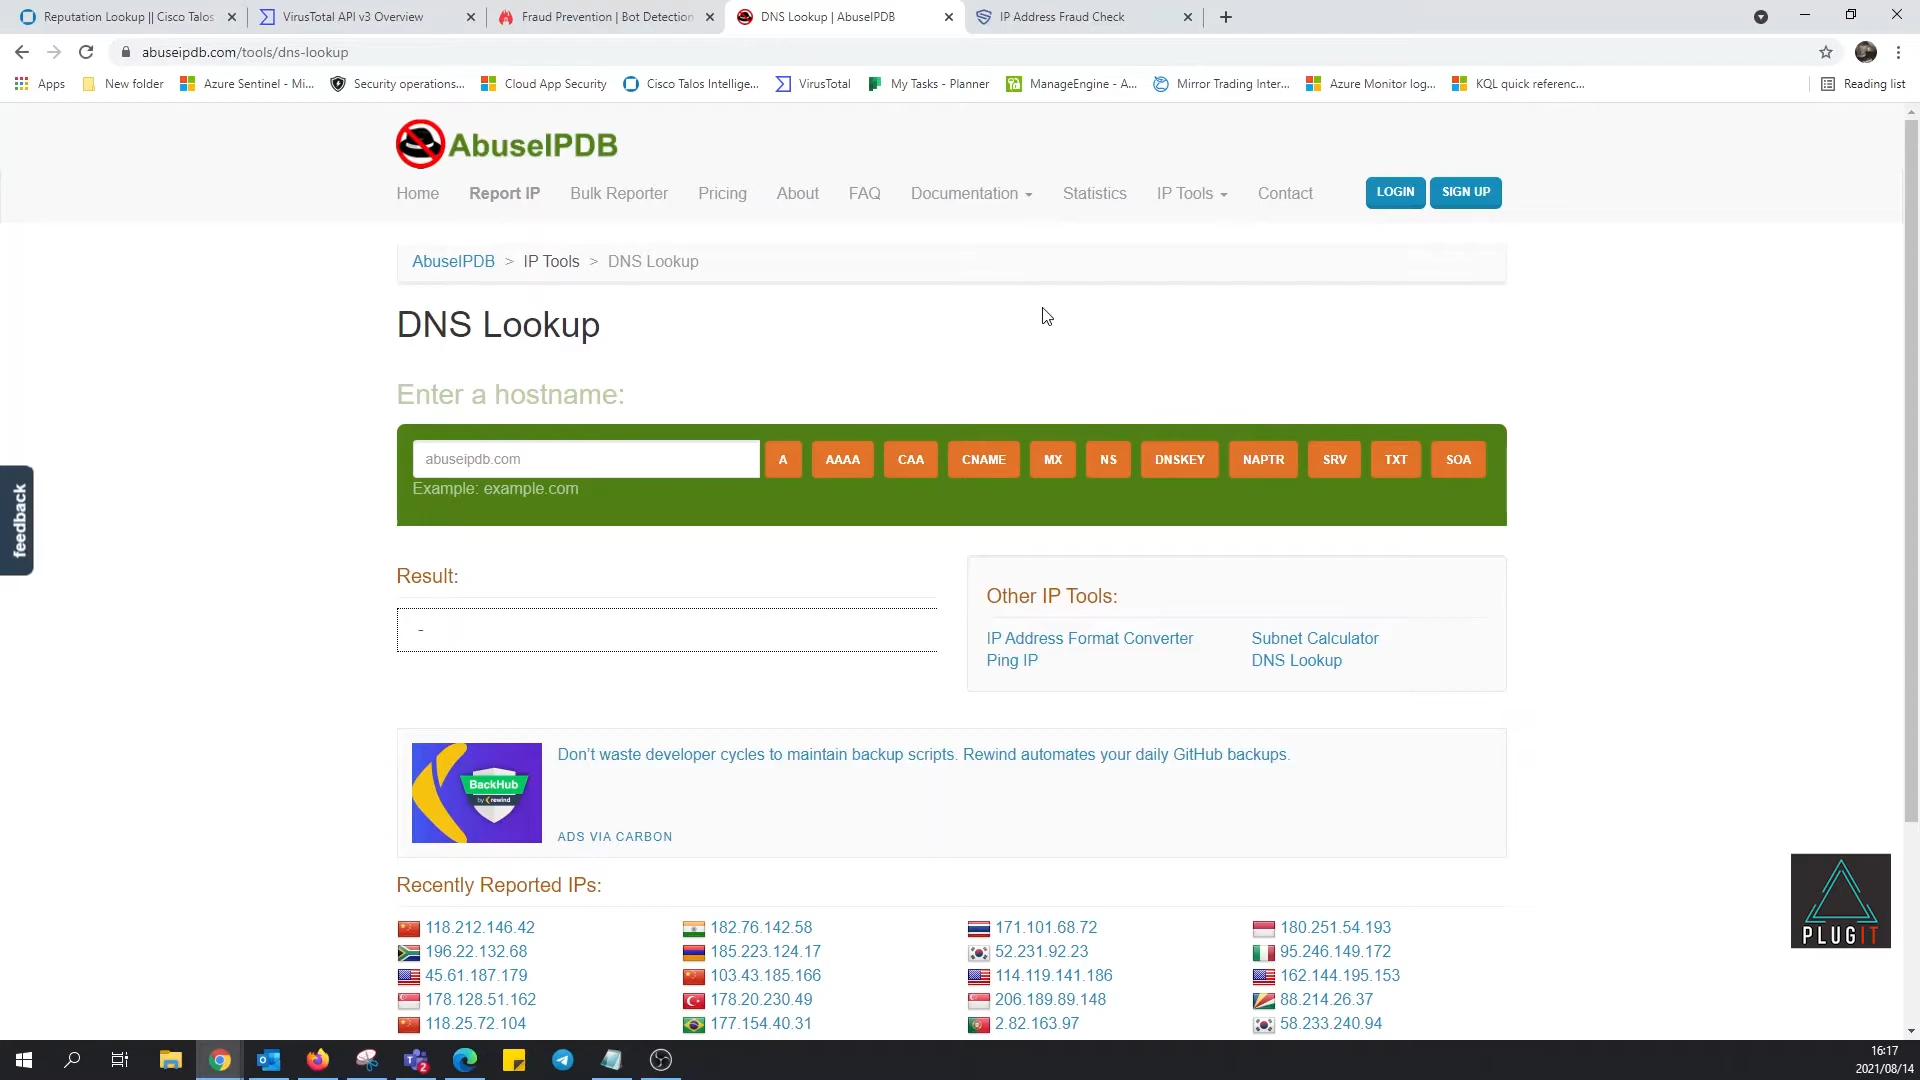 Reputation Lookup || Cisco Talos
VirusTotal API v3 Overview
Fraud Prevention | Bot Detection
DNS Lookup | AbuseIPDB
IP Address Fraud Check
abuseipdb.com/tools/dns-lookup
Apps
New folder
Azure Sentinel - Mi...
Security operations...
Cloud App Security
Cisco Talos Intellige...
VirusTotal
My Tasks - Planner
ManageEngine - A...
Mirror Trading Inter...
Azure Monitor log...
KQL quick referenc...
Reading list
AbuseIPDB
Home Report IP Bulk Reporter Pricing About FAQ Documentation Statistics IP Tools Contact LOGIN SIGN UP
AbuseIPDB > IP Tools > DNS Lookup
DNS Lookup
Enter a hostname:
abuseipdb.com A AAAA CAA CNAME MX NS DNSKEY NAPTR SRV TXT SOA
Example: example.com
feedback
Result:
-
Other IP Tools:
IP Address Format Converter Subnet Calculator
Ping IP DNS Lookup
BackHub
by rewind
Don't waste developer cycles to maintain backup scripts. Rewind automates your daily GitHub backups.
ADS VIA CARBON
Recently Reported IPs:
118.212.146.42 182.76.142.58 171.101.68.72 180.251.54.193
196.22.132.68 185.223.124.17 52.231.92.23 95.246.149.172
45.61.187.179 103.43.185.166 114.119.141.186 162.144.195.153
178.128.51.162 178.20.230.49 206.189.89.148 88.214.26.37
118.25.72.104 177.154.40.31 2.82.163.97 58.233.240.94
PLUGIT
2
16:17
2021/08/14